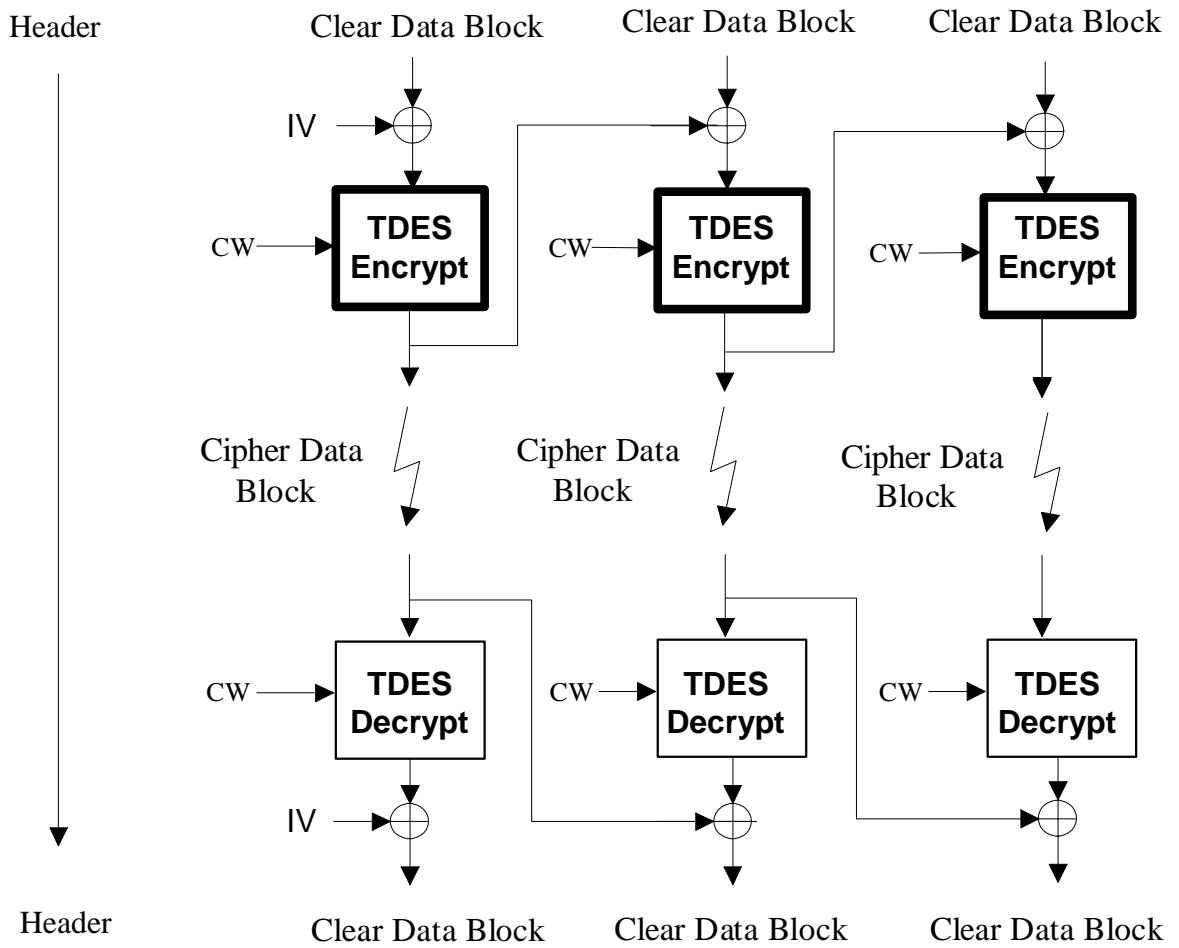 Header
Clear Data Block
Clear Data Block
Clear Data Block
IV
TDES
Encrypt
TDES
Encrypt
TDES
Encrypt
CW
CW
CW
Cipher Data
Block
Cipher Data
Block
Cipher Data
Block
TDES
Decrypt
TDES
Decrypt
TDES
Decrypt
CW
CW
CW
IV
Header
Clear Data Block
Clear Data Block
Clear Data Block